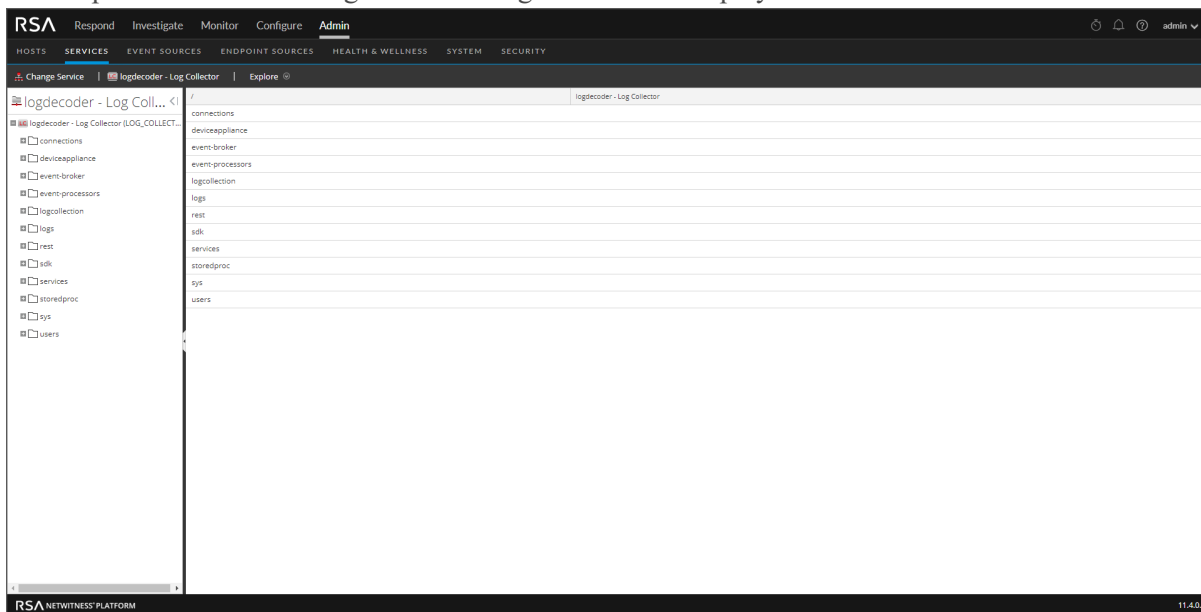 RSA Respond Investigate Monitor Configure Admin admin
HOSTS SERVICES EVENT SOURCES ENDPOINT SOURCES HEALTH & WELLNESS SYSTEM SECURITY
Change Service | logdecoder - Log Collector | Explore
logdecoder - Log Coll...
/ logdecoder - Log Collector
logdecoder - Log Collector (LOG_COLLECT...
connections
deviceappliance
event-broker
event-processors
logcollection
logs
rest
sdk
services
storedproc
sys
users
connections
deviceappliance
event-broker
event-processors
logcollection
logs
rest
sdk
services
storedproc
sys
users
RSA NETWITNESS® PLATFORM 11.4.0.